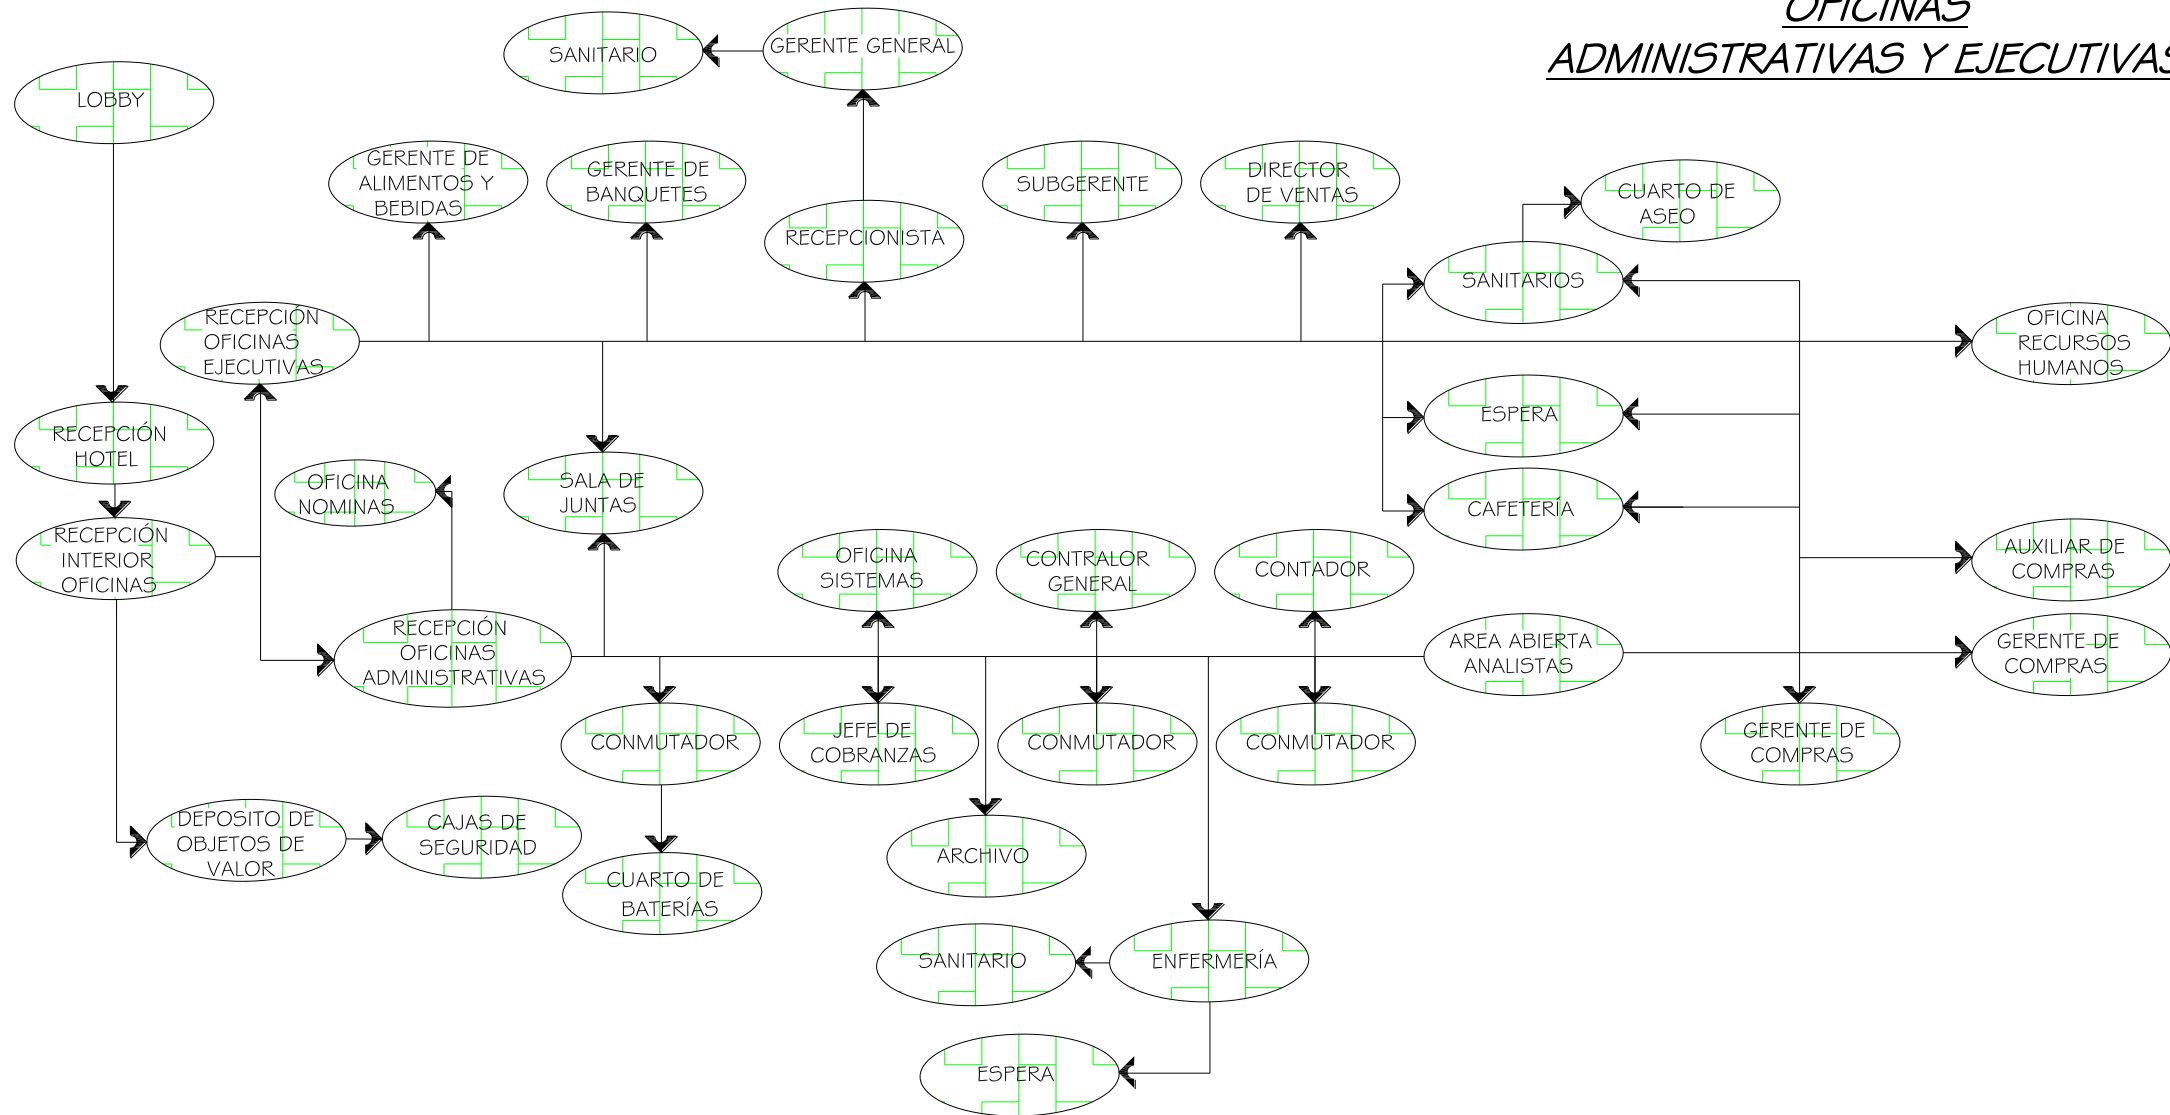 OFICINAS
ADMINISTRATIVAS Y EJECUTIVAS
SANITARIO
GERENTE GENERAL
LOBBY
GERENTE DE
ALIMENTOS Y
BEBIDAS
GERENTE DE
BANQUETES
SUBGERENTE
DIRECTOR
DE VENTAS
CUARTO DE
ASEO
RECEPCIONISTA
SANITARIOS
RECEPCIÓN
OFICINAS
EJECUTIVAS
OFICINA
RECURSOS
HUMANOS
RECEPCIÓN
HOTEL
ESPERA
OFICINA
NOMINAS
SALA DE
JUNTAS
CAFETERÍA
RECEPCIÓN
INTERIOR
OFICINAS
OFICINA
SISTEMAS
CONTRALOR
GENERAL
CONTADOR
AUXILIAR DE
COMPRAS
RECEPCIÓN
OFICINAS
ADMINISTRATIVAS
AREA ABIERTA
ANALISTAS
GERENTE DE
COMPRAS
CONMUTADOR
JEFE DE
COBRANZAS
CONMUTADOR
CONMUTADOR
GERENTE DE
COMPRAS
DEPOSITO DE
OBJETOS DE
VALOR
CAJAS DE
SEGURIDAD
ARCHIVO
CUARTO DE
BATERÍAS
SANITARIO
ENFERMERÍA
ESPERA